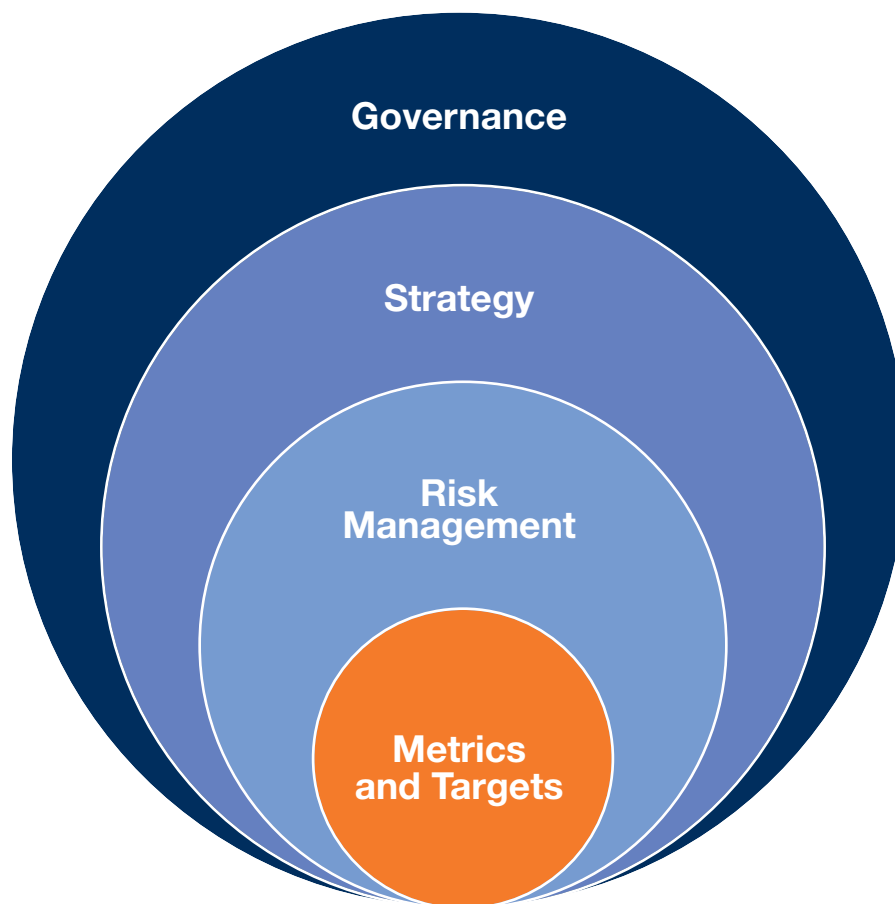 Governance
Strategy
Risk
Management
Metrics
and Targets